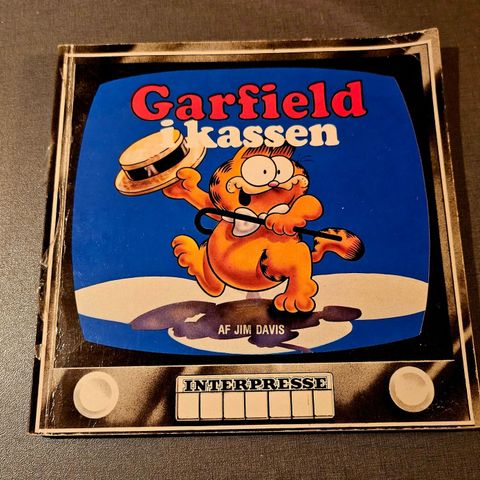 Garfield
i kassen
AF JIM DAVIS
INTERPRESSE